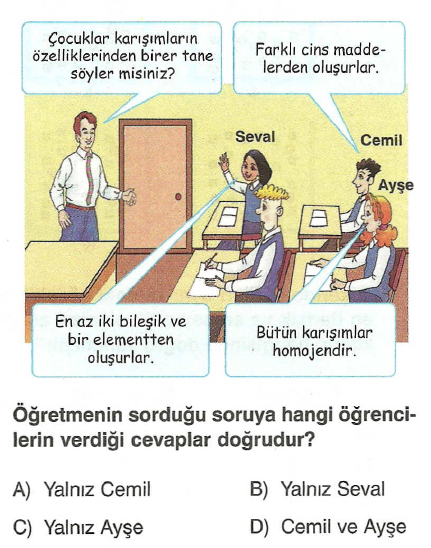 Çocuklar karışımların
özelliklerinden birer tane
söyler misiniz?
Farklı cins madde-
lerden oluşurlar.
Seval
Cemil
Ayşe
En az iki bileşik ve
bir elementten
oluşurlar.
Bütün karışımlar
homojendir.
Öğretmenin sorduğu soruya hangi öğrenci-
lerin verdiği cevaplar doğrudur?
A) Yalnız Cemil
B) Yalnız Seval
C) Yalnız Ayşe
D) Cemil ve Ayşe